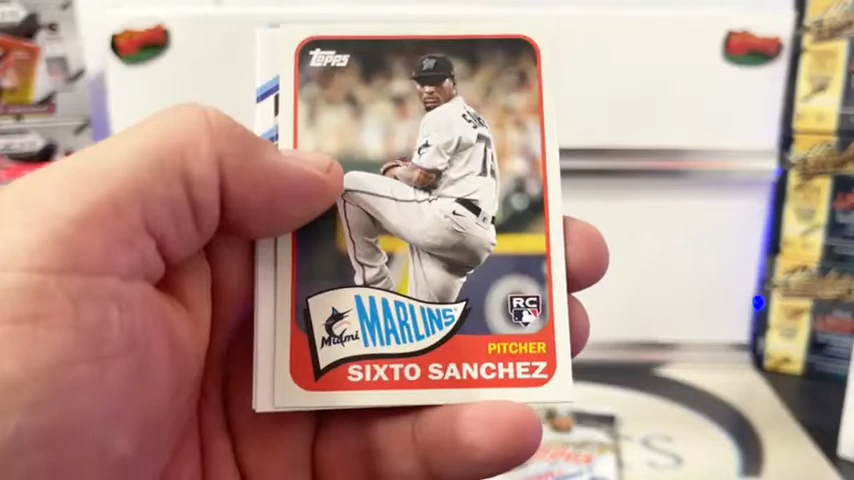 Topps
Miami
MARLINS
RC
PITCHER
SIXTO SANCHEZ